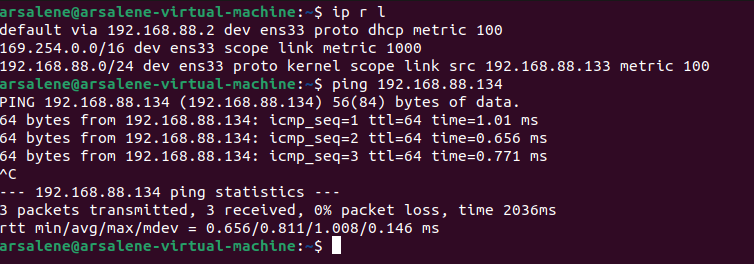 arsalene@arsalene-virtual-machine:~$ ip r l
default via 192.168.88.2 dev ens33 proto dhcp metric 100
169.254.0.0/16 dev ens33 scope link metric 1000
192.168.88.0/24 dev ens33 proto kernel scope link src 192.168.88.133 metric 100
arsalene@arsalene-virtual-machine:~$ ping 192.168.88.134
PING 192.168.88.134 (192.168.88.134) 56(84) bytes of data.
64 bytes from 192.168.88.134: icmp_seq=1 ttl=64 time=1.01 ms
64 bytes from 192.168.88.134: icmp_seq=2 ttl=64 time=0.656 ms
64 bytes from 192.168.88.134: icmp_seq=3 ttl=64 time=0.771 ms
^C
--- 192.168.88.134 ping statistics ---
3 packets transmitted, 3 received, 0% packet loss, time 2036ms
rtt min/avg/max/mdev = 0.656/0.811/1.008/0.146 ms
arsalene@arsalene-virtual-machine:~$